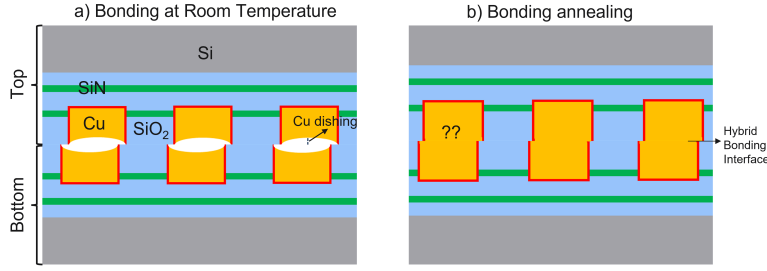 a) Bonding at Room Temperature
b) Bonding annealing
Top
Bottom
Si
SiN
Cu
SiO₂
Cu dishing
??
Hybrid
Bonding
Interface